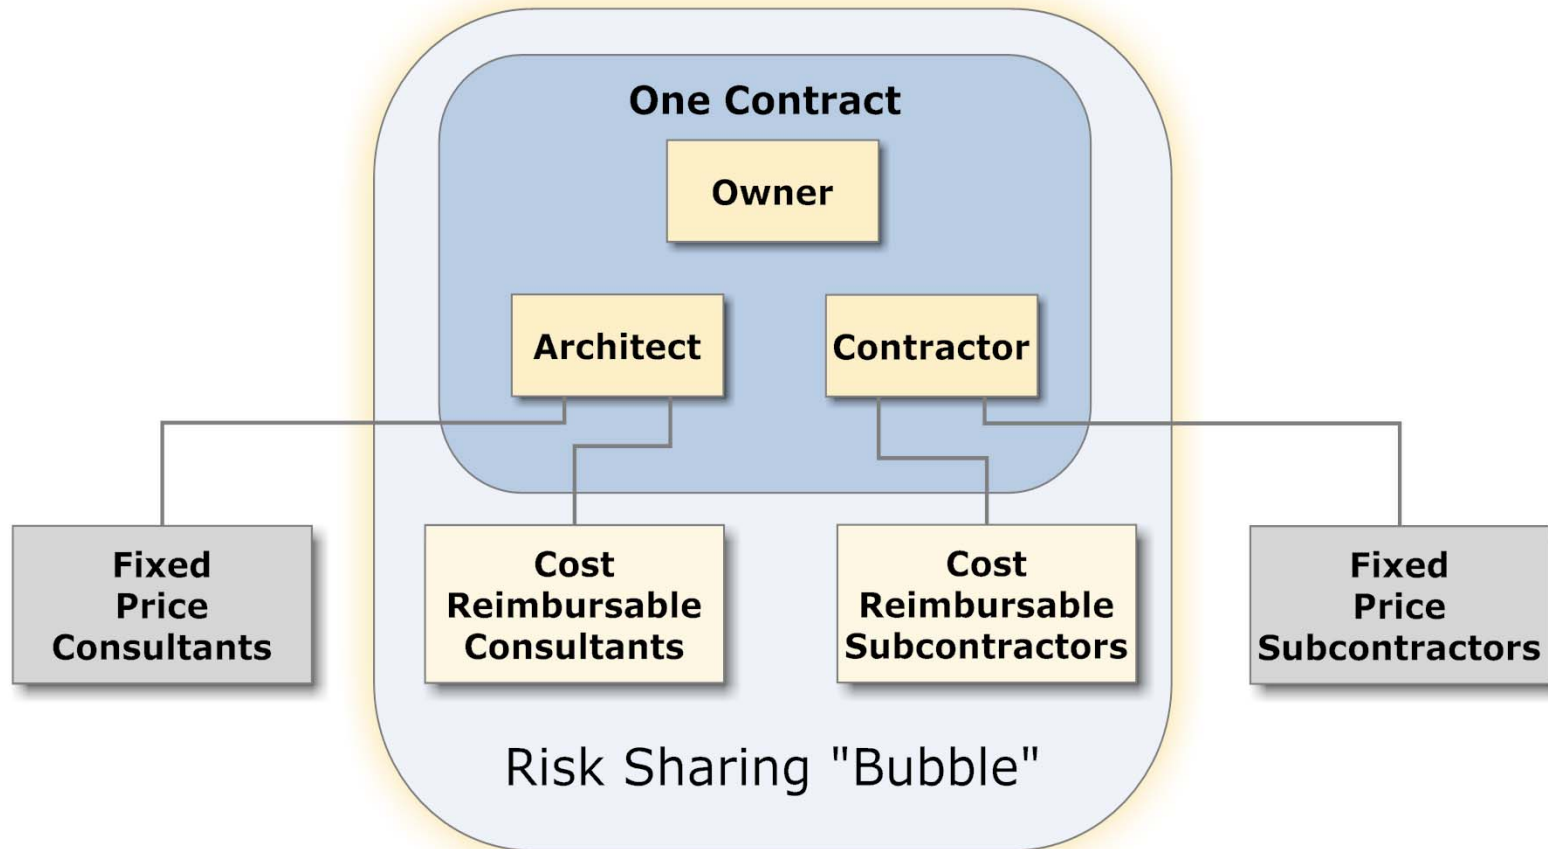 One Contract
Owner
Architect
Contractor
Fixed
Price
Consultants
Cost
Reimbursable
Consultants
Cost
Reimbursable
Subcontractors
Fixed
Price
Subcontractors
Risk Sharing "Bubble"